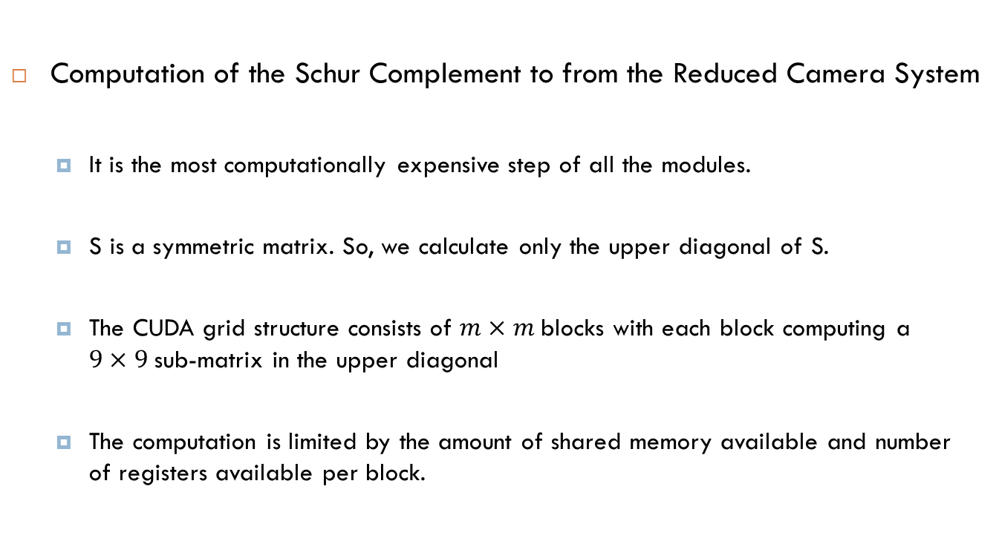 Computation of the Schur Complement to from the Reduced Camera System
It is the most computationally expensive step of all the modules.
S is a symmetric matrix. So, we calculate only the upper diagonal of S.
The CUDA grid structure consists of m × m blocks with each block computing a
9 × 9 sub-matrix in the upper diagonal
The computation is limited by the amount of shared memory available and number
of registers available per block.